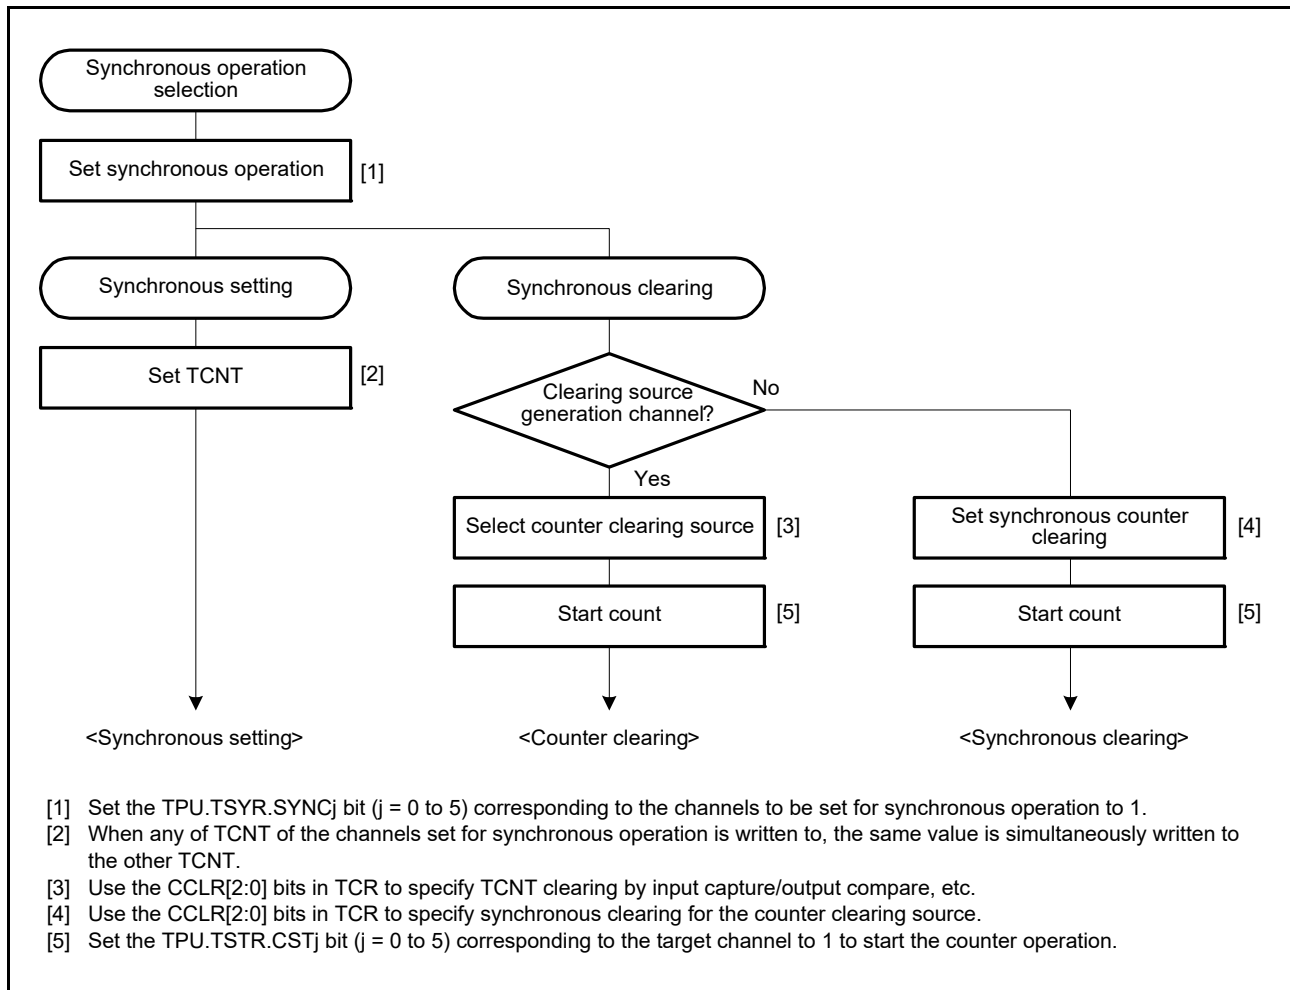 Synchronous operation
selection
Set synchronous operation [1]
Synchronous setting
Synchronous clearing
Set TCNT [2]
Clearing source
generation channel?
No
Yes
Select counter clearing source [3]
Set synchronous counter
clearing
[4]
Start count [5]
Start count [5]
<Synchronous setting>
<Counter clearing>
<Synchronous clearing>
[1] Set the TPU.TSYR.SYNCj bit (j = 0 to 5) corresponding to the channels to be set for synchronous operation to 1.
[2] When any of TCNT of the channels set for synchronous operation is written to, the same value is simultaneously written to
the other TCNT.
[3] Use the CCLR[2:0] bits in TCR to specify TCNT clearing by input capture/output compare, etc.
[4] Use the CCLR[2:0] bits in TCR to specify synchronous clearing for the counter clearing source.
[5] Set the TPU.TSTR.CSTj bit (j = 0 to 5) corresponding to the target channel to 1 to start the counter operation.